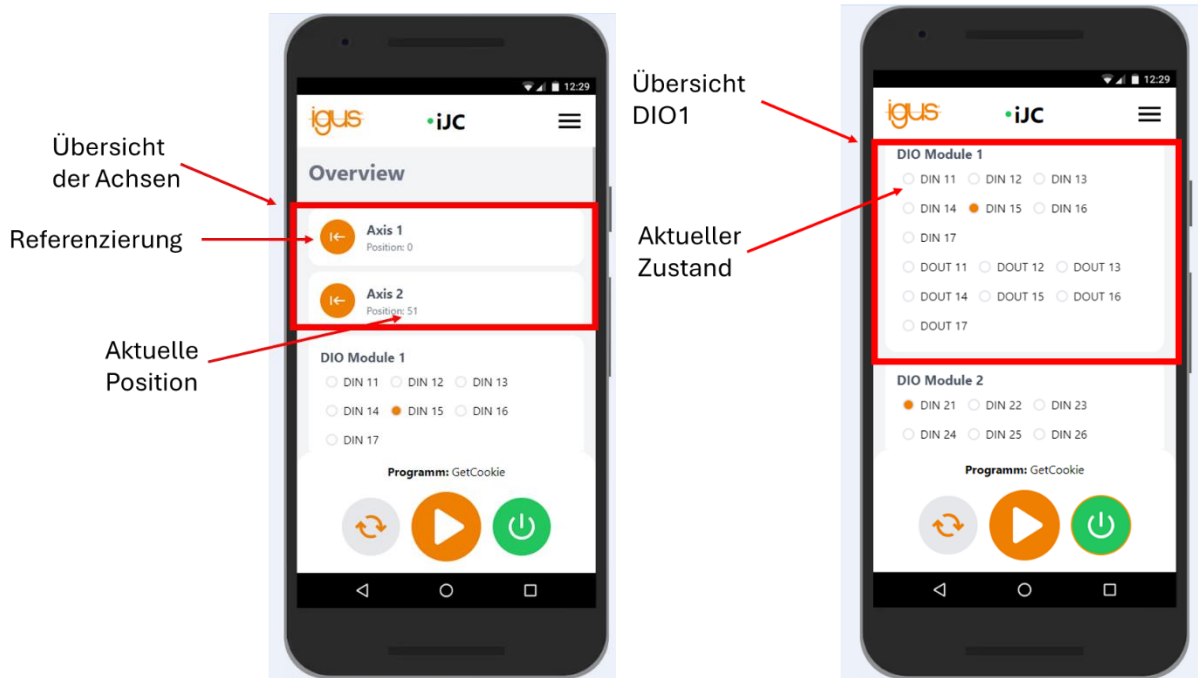 Übersicht
der Achsen
Referenzierung
Aktuelle
Position
12:29
igus
iJC
Overview
Axis 1
Position: 0
Axis 2
Position: 51
DIO Module 1
DIN 11 DIN 12 DIN 13
DIN 14 DIN 15 DIN 16
DIN 17
Programm: GetCookie
Übersicht
DIO1
Aktueller
Zustand
12:29
igus
iJC
DIO Module 1
DIN 11 DIN 12 DIN 13
DIN 14 DIN 15 DIN 16
DIN 17
DOUT 11 DOUT 12 DOUT 13
DOUT 14 DOUT 15 DOUT 16
DOUT 17
DIO Module 2
DIN 21 DIN 22 DIN 23
DIN 24 DIN 25 DIN 26
Programm: GetCookie